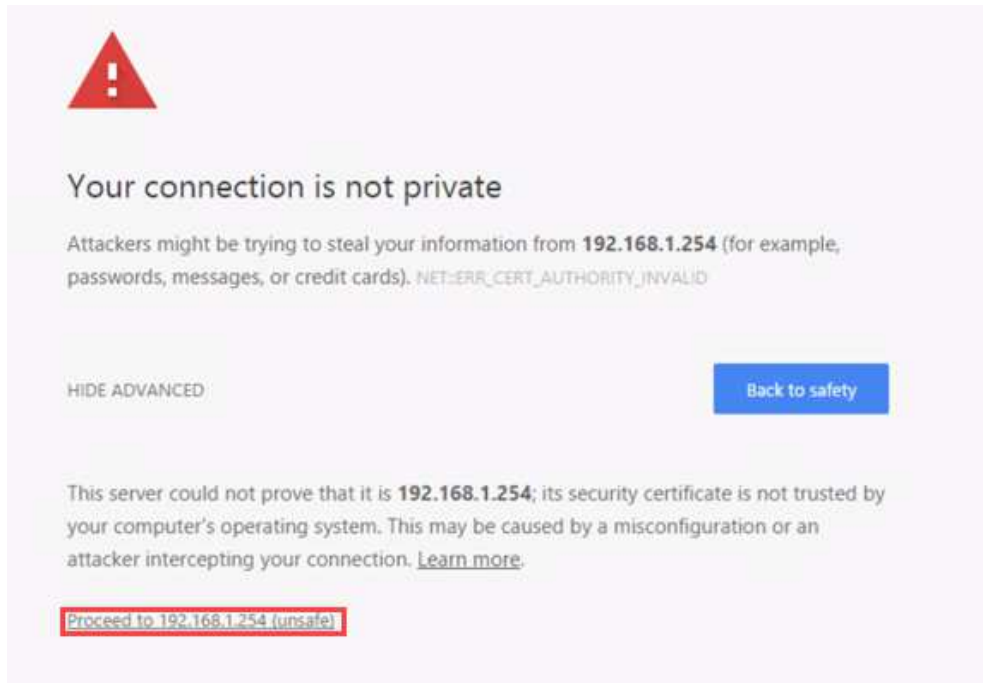 Your connection is not private
Attackers might be trying to steal your information from 192.168.1.254 (for example,
passwords, messages, or credit cards). NET::ERR_CERT_AUTHORITY_INVALID
HIDE ADVANCED
Back to safety
This server could not prove that it is 192.168.1.254; its security certificate is not trusted by
your computer's operating system. This may be caused by a misconfiguration or an
attacker intercepting your connection. Learn more.
Proceed to 192.168.1.254 (unsafe)